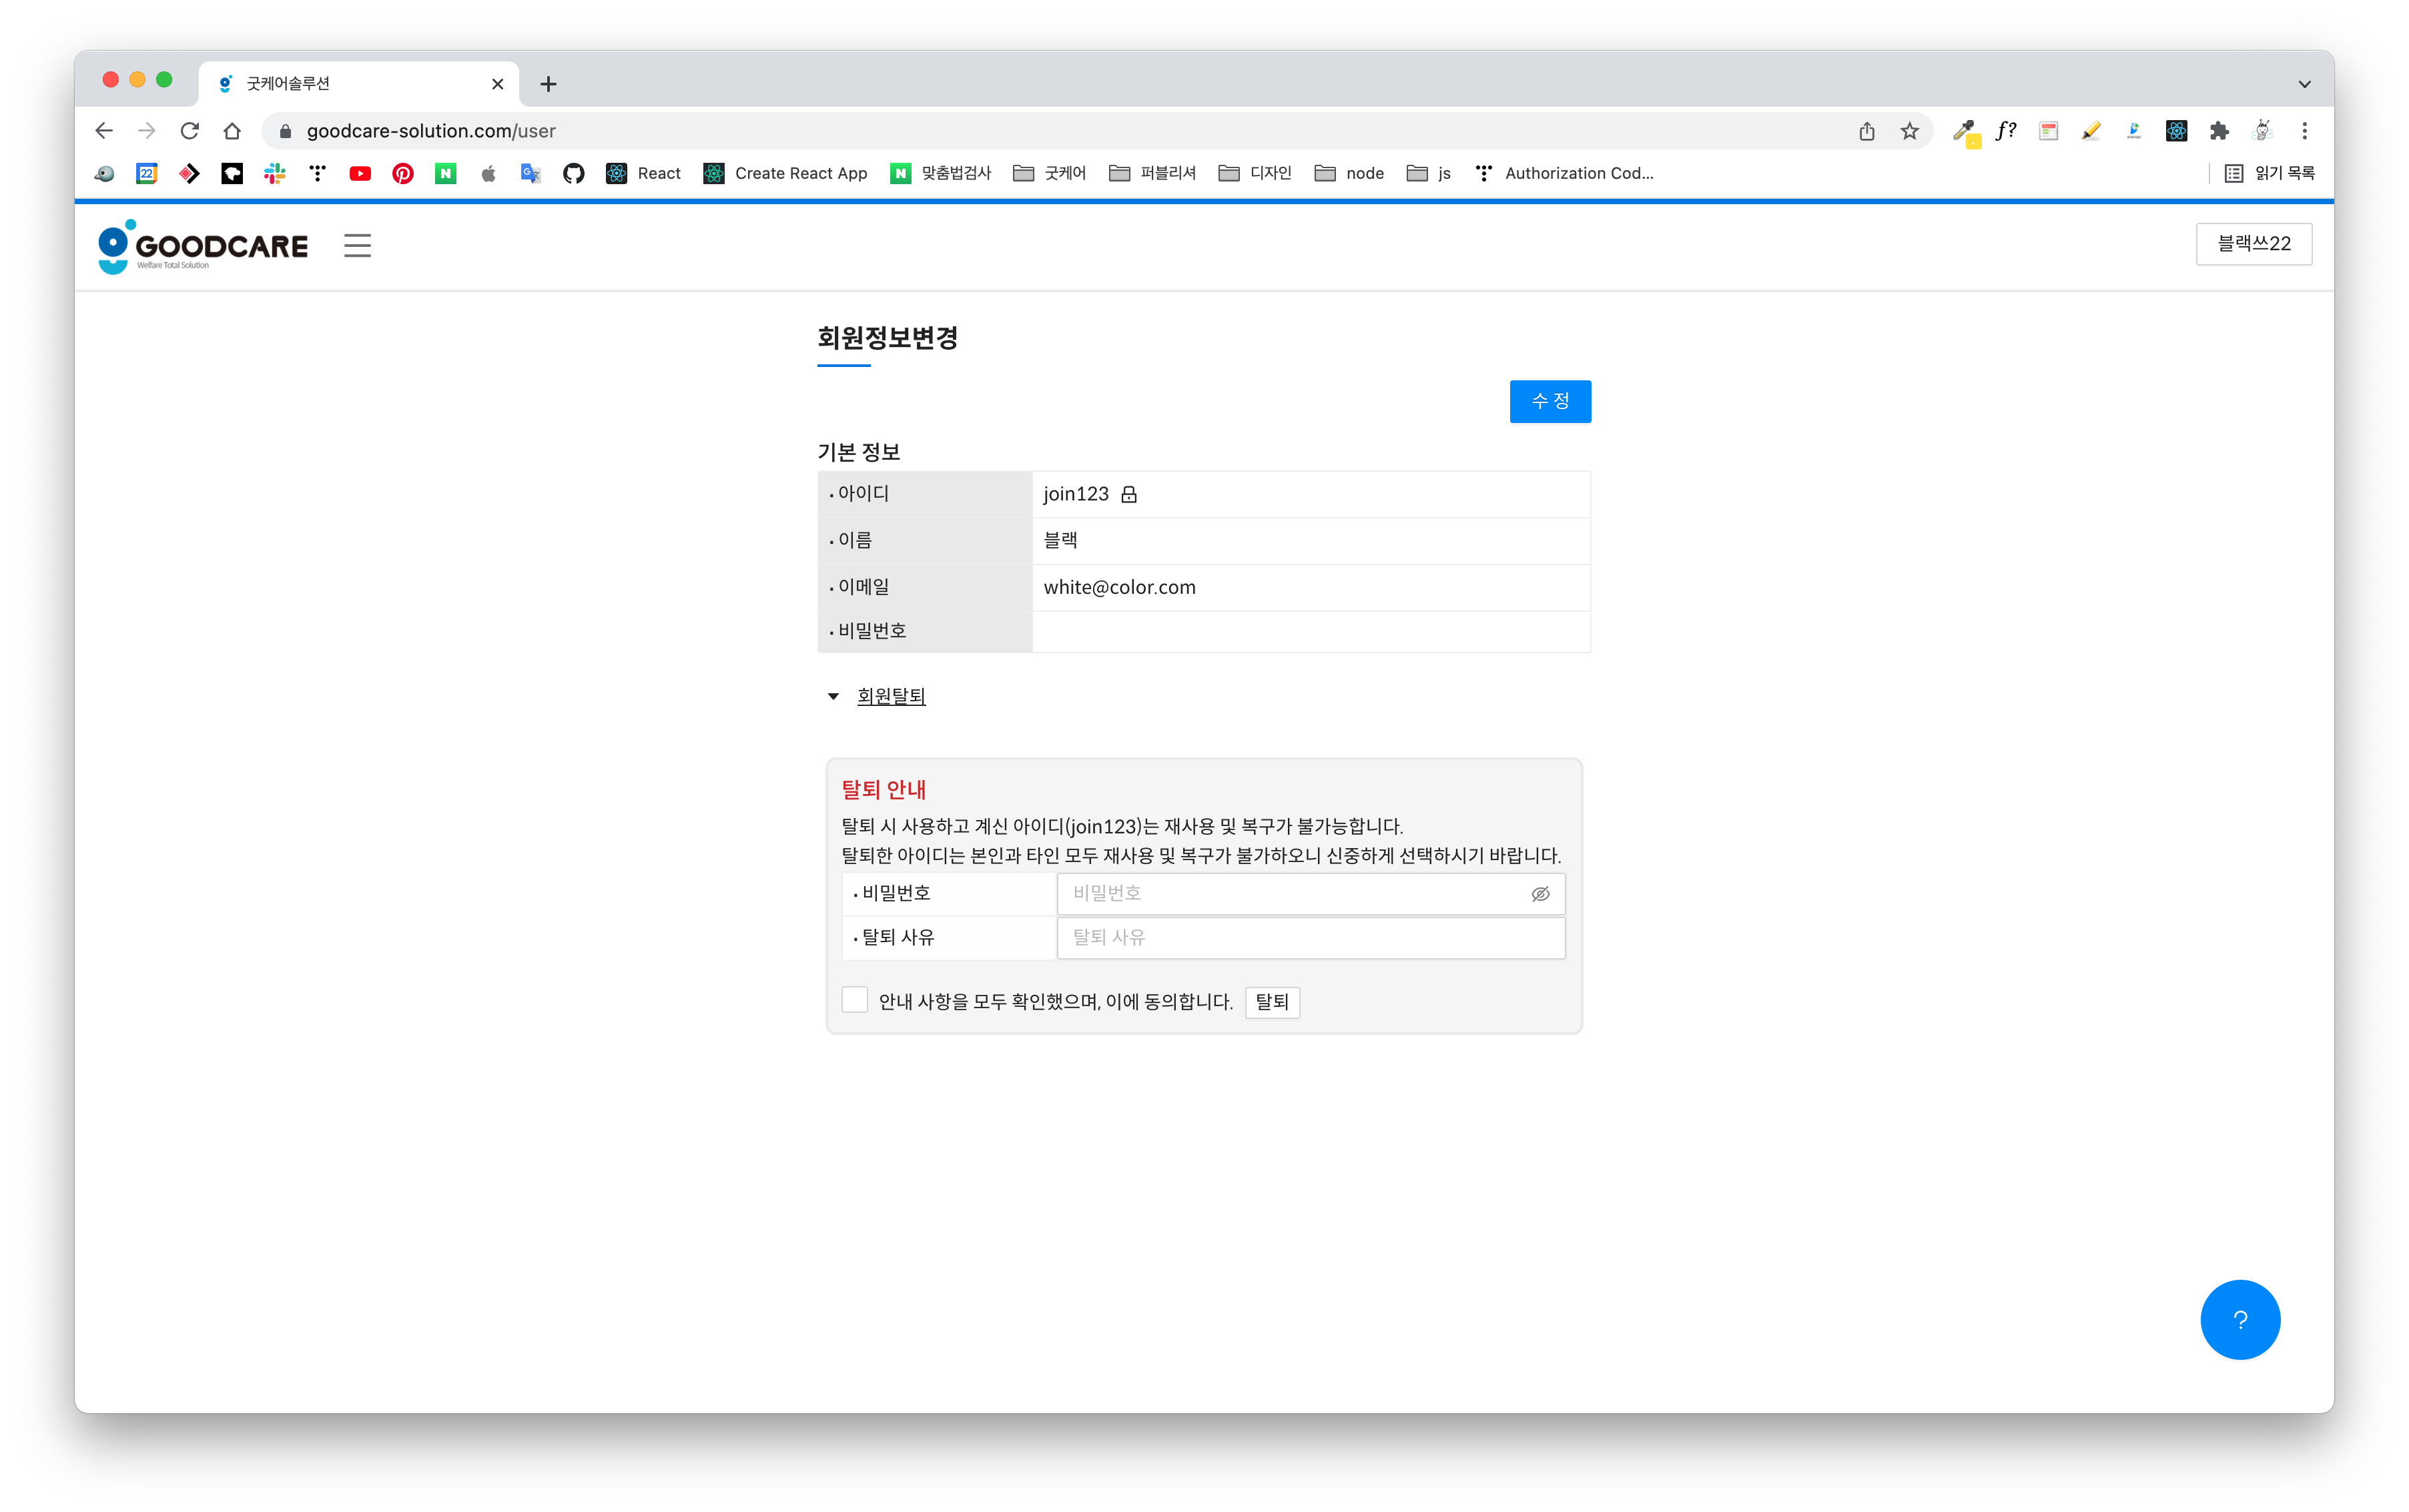 굿케어솔루션
goodcare-solution.com/user
f?
22
React
Create React App
N 맞춤법검사
굿케어
퍼블리셔
디자인
node
js
Authorization Cod...
읽기 목록
GOODCARE
Welfare Total Solution
블랙쓰22
회원정보변경
수 정
기본 정보
· 아이디 join123
· 이름 블랙
· 이메일 white@color.com
· 비밀번호
회원탈퇴
탈퇴 안내
탈퇴 시 사용하고 계신 아이디(join123)는 재사용 및 복구가 불가능합니다.
탈퇴한 아이디는 본인과 타인 모두 재사용 및 복구가 불가하오니 신중하게 선택하시기 바랍니다.
· 비밀번호 비밀번호
· 탈퇴 사유 탈퇴 사유
안내 사항을 모두 확인했으며, 이에 동의합니다. 탈퇴
?